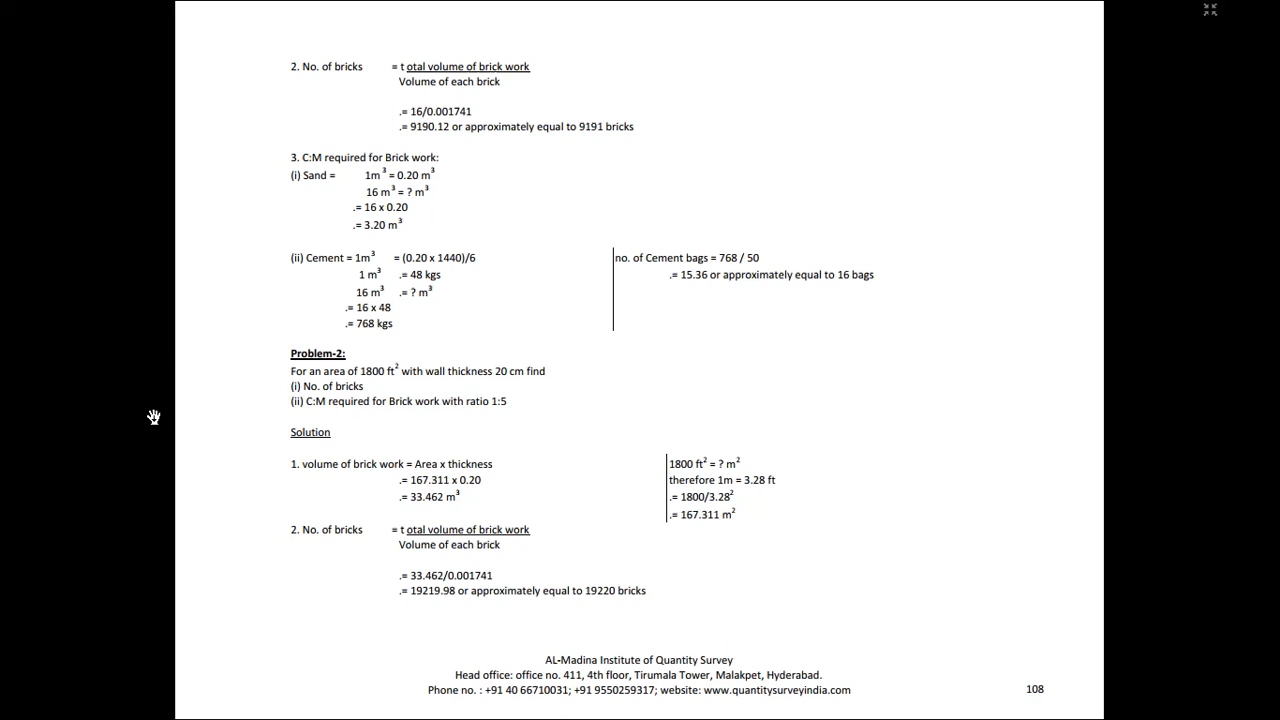 2. No. of bricks = t otal volume of brick work
Volume of each brick
.= 16/0.001741
.= 9190.12 or approximately equal to 9191 bricks
3. C:M required for Brick work:
(i) Sand = 1m³ = 0.20 m³
16 m³ = ? m³
.= 16 x 0.20
.= 3.20 m³
(ii) Cement = 1m³ = (0.20 x 1440)/6
1 m³ .= 48 kgs
16 m³ .= ? m³
.= 16 x 48
.= 768 kgs
no. of Cement bags = 768 / 50
.= 15.36 or approximately equal to 16 bags
Problem-2:
For an area of 1800 ft² with wall thickness 20 cm find
(i) No. of bricks
(ii) C:M required for Brick work with ratio 1:5
Solution
1. volume of brick work = Area x thickness
.= 167.311 x 0.20
.= 33.462 m³
1800 ft² = ? m²
therefore 1m = 3.28 ft
.= 1800/3.28²
.= 167.311 m²
2. No. of bricks = t otal volume of brick work
Volume of each brick
.= 33.462/0.001741
.= 19219.98 or approximately equal to 19220 bricks
AL-Madina Institute of Quantity Survey
Head office: office no. 411, 4th floor, Tirumala Tower, Malakpet, Hyderabad.
Phone no. : +91 40 66710031; +91 9550259317; website: www.quantitysurveyindia.com
108